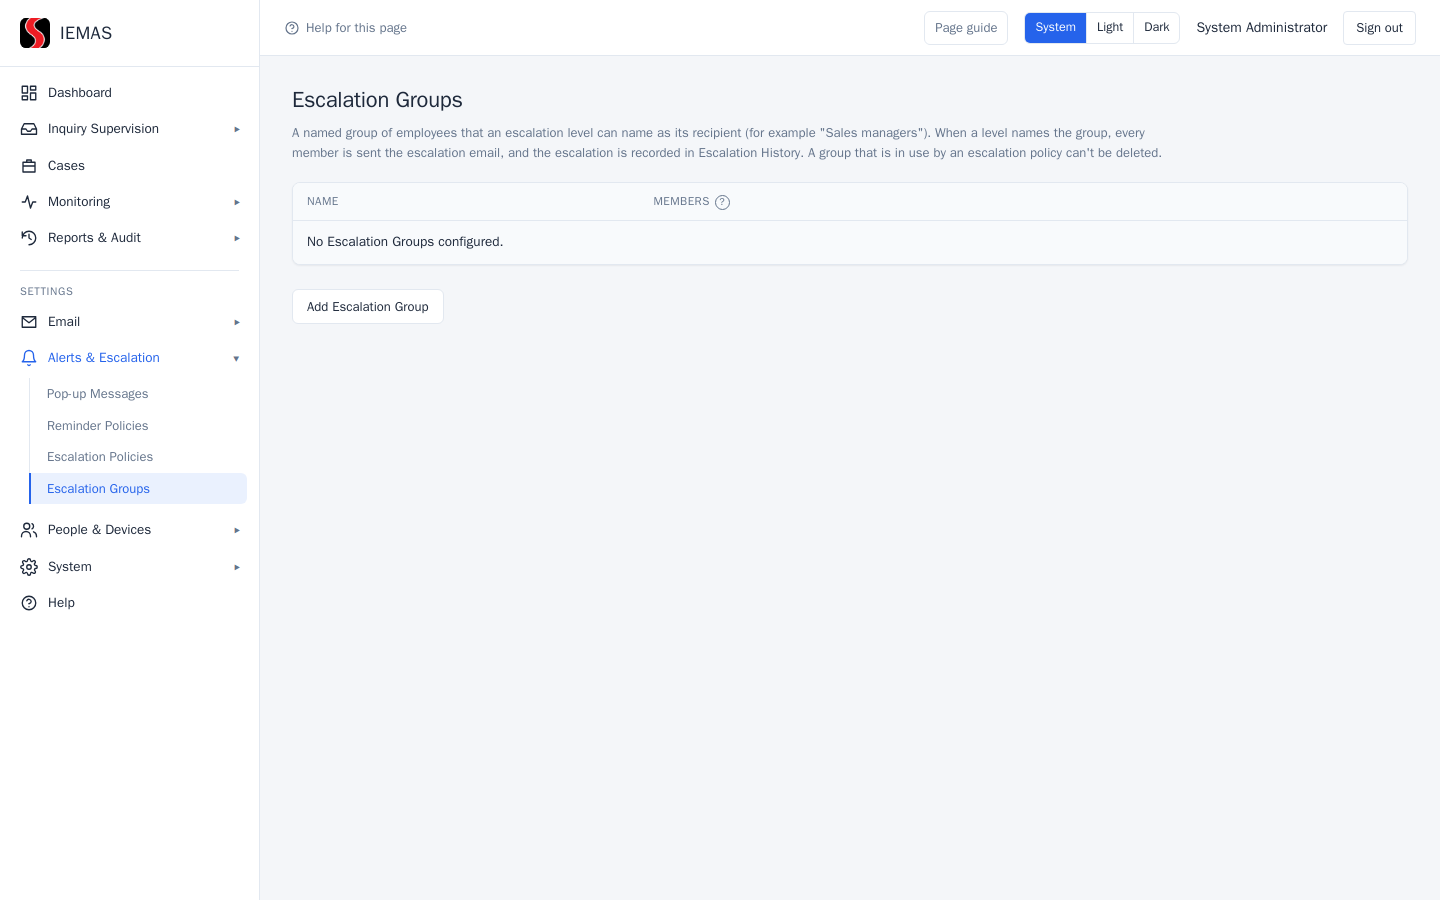 IEMAS
Help for this page
Page guide
System
Light
Dark
System Administrator
Sign out
Dashboard
Inquiry Supervision
Cases
Monitoring
Reports & Audit
SETTINGS
Email
Alerts & Escalation
Pop-up Messages
Reminder Policies
Escalation Policies
Escalation Groups
People & Devices
System
Help
Escalation Groups
A named group of employees that an escalation level can name as its recipient (for example "Sales managers"). When a level names the group, every
member is sent the escalation email, and the escalation is recorded in Escalation History. A group that is in use by an escalation policy can't be deleted.
NAME
MEMBERS ?
No Escalation Groups configured.
Add Escalation Group